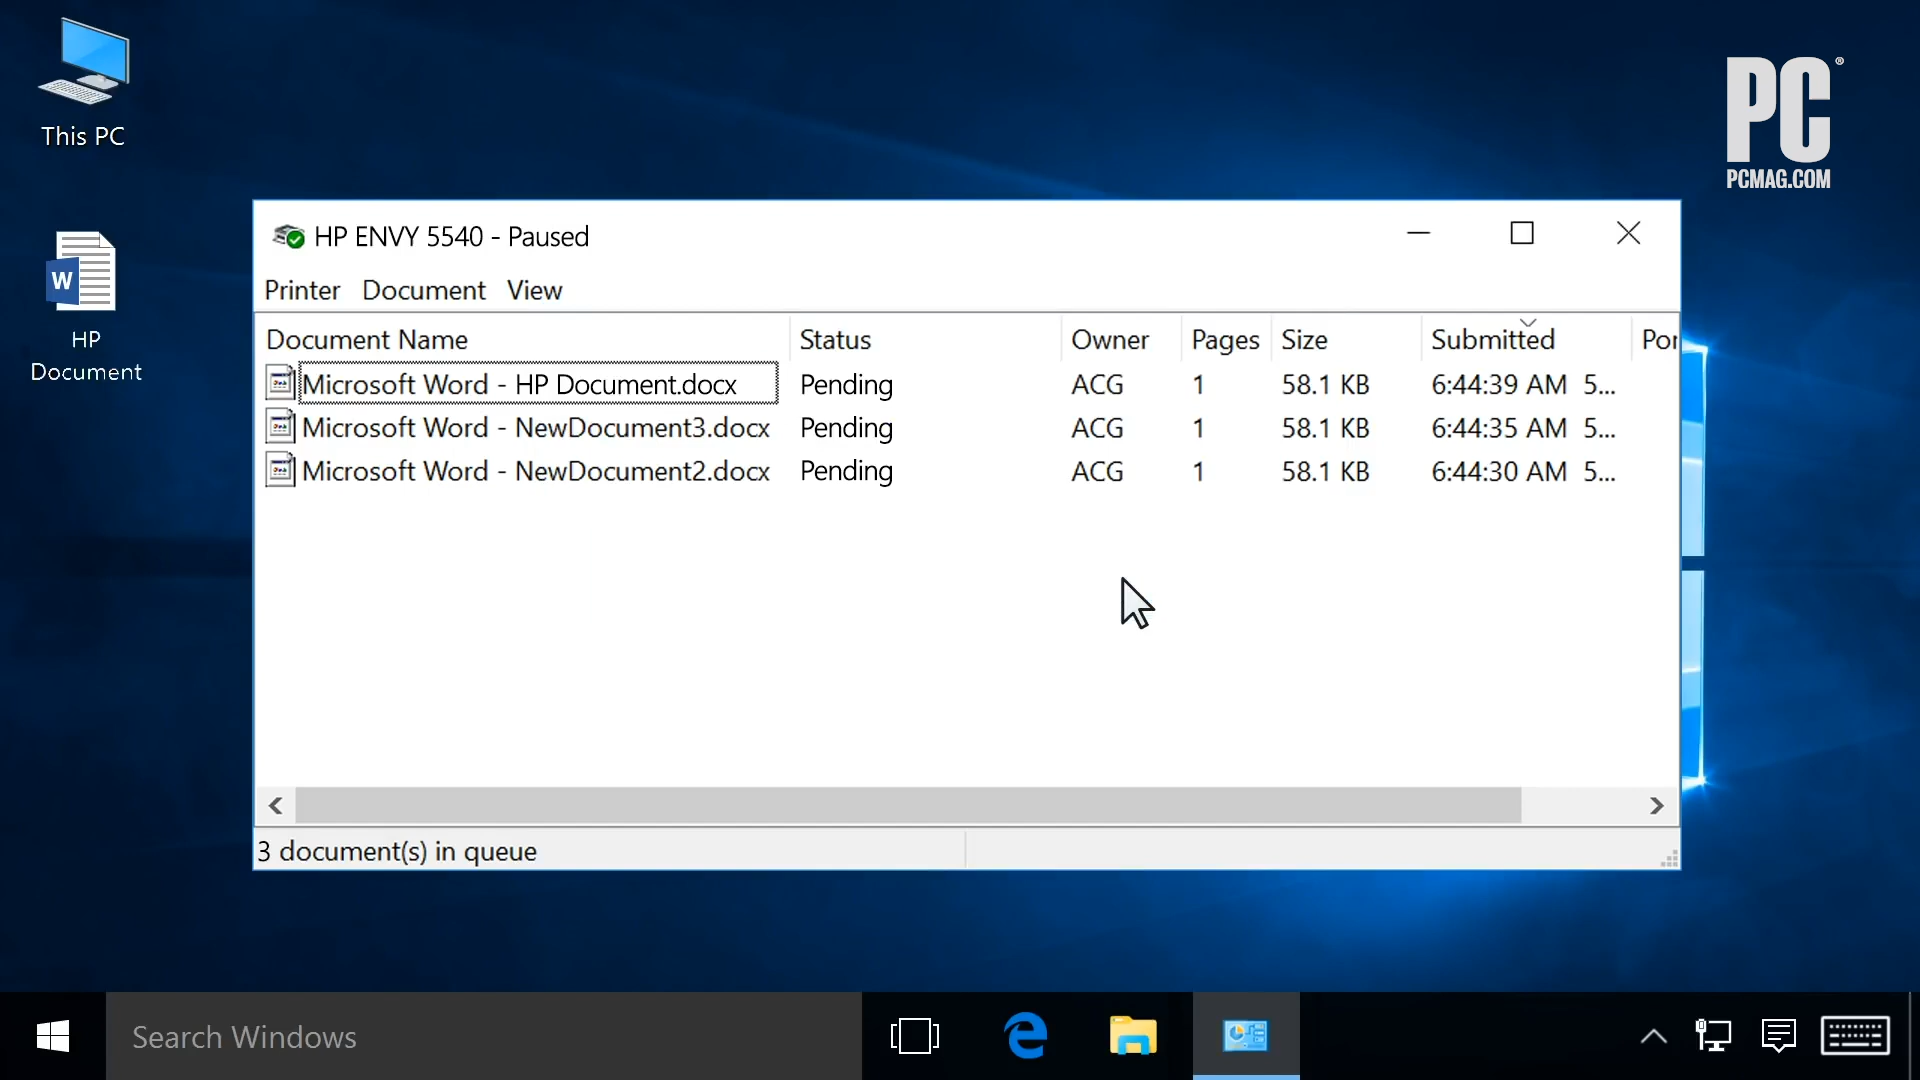 This PC
PC®
PCMAG.COM
HP
Document
HP ENVY 5540 - Paused
Printer Document View
Document Name Status Owner Pages Size Submitted Por
Microsoft Word - HP Document.docx Pending ACG 1 58.1 KB 6:44:39 AM 5...
Microsoft Word - NewDocument3.docx Pending ACG 1 58.1 KB 6:44:35 AM 5...
Microsoft Word - NewDocument2.docx Pending ACG 1 58.1 KB 6:44:30 AM 5...
3 document(s) in queue
Search Windows